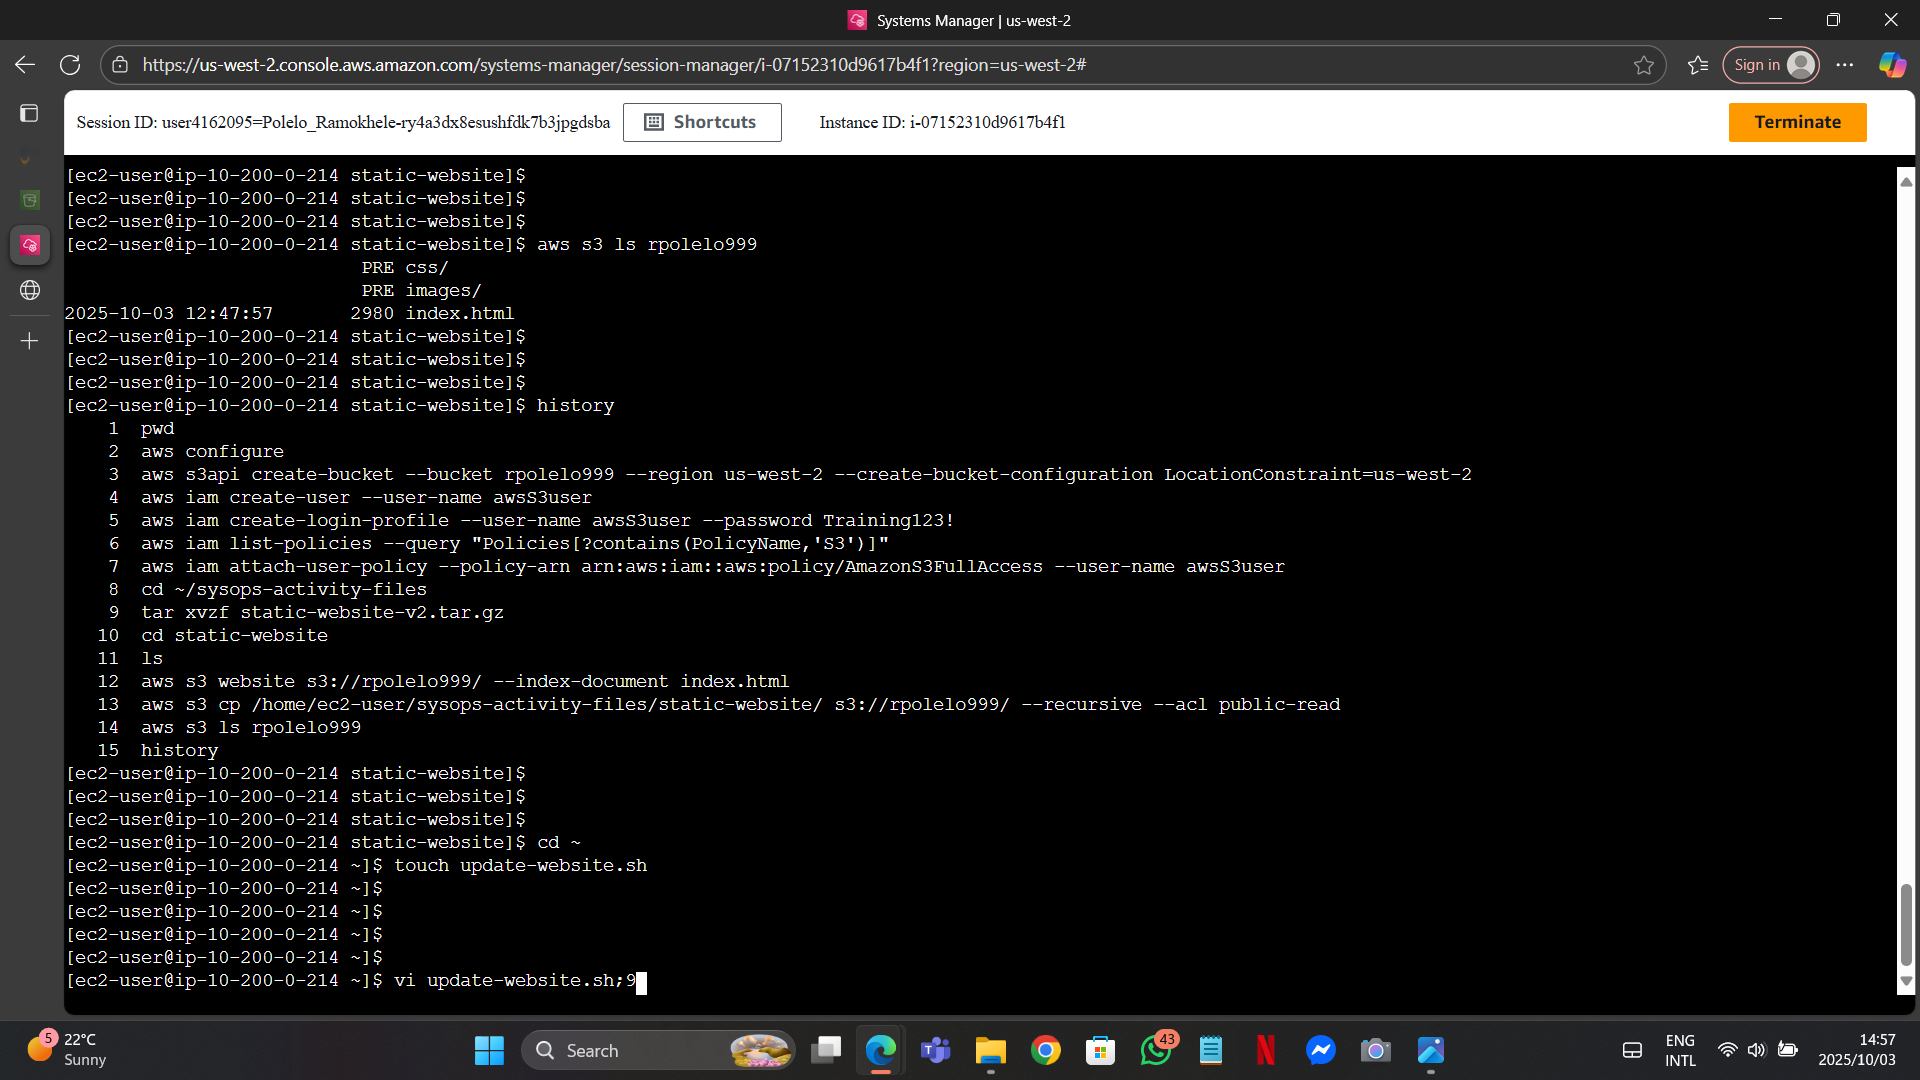 Systems Manager | us-west-2
https://us-west-2.console.aws.amazon.com/systems-manager/session-manager/i-07152310d9617b4f1?region=us-west-2#
Sign in
Session ID: user4162095=Polelo_Ramokhele-ry4a3dx8esushfdk7b3jpgdsba
Shortcuts
Instance ID: i-07152310d9617b4f1
Terminate
[ec2-user@ip-10-200-0-214 static-website]$
[ec2-user@ip-10-200-0-214 static-website]$
[ec2-user@ip-10-200-0-214 static-website]$
[ec2-user@ip-10-200-0-214 static-website]$ aws s3 ls rpolelo999
PRE css/
PRE images/
2025-10-03 12:47:57 2980 index.html
[ec2-user@ip-10-200-0-214 static-website]$
[ec2-user@ip-10-200-0-214 static-website]$
[ec2-user@ip-10-200-0-214 static-website]$
[ec2-user@ip-10-200-0-214 static-website]$ history
1 pwd
2 aws configure
3 aws s3api create-bucket --bucket rpolelo999 --region us-west-2 --create-bucket-configuration LocationConstraint=us-west-2
4 aws iam create-user --user-name awsS3user
5 aws iam create-login-profile --user-name awsS3user --password Training123!
6 aws iam list-policies --query "Policies[?contains(PolicyName,'S3')]"
7 aws iam attach-user-policy --policy-arn arn:aws:iam::aws:policy/AmazonS3FullAccess --user-name awsS3user
8 cd ~/sysops-activity-files
9 tar xvzf static-website-v2.tar.gz
10 cd static-website
11 ls
12 aws s3 website s3://rpolelo999/ --index-document index.html
13 aws s3 cp /home/ec2-user/sysops-activity-files/static-website/ s3://rpolelo999/ --recursive --acl public-read
14 aws s3 ls rpolelo999
15 history
[ec2-user@ip-10-200-0-214 static-website]$
[ec2-user@ip-10-200-0-214 static-website]$
[ec2-user@ip-10-200-0-214 static-website]$
[ec2-user@ip-10-200-0-214 static-website]$ cd ~
[ec2-user@ip-10-200-0-214 ~]$ touch update-website.sh
[ec2-user@ip-10-200-0-214 ~]$
[ec2-user@ip-10-200-0-214 ~]$
[ec2-user@ip-10-200-0-214 ~]$
[ec2-user@ip-10-200-0-214 ~]$
[ec2-user@ip-10-200-0-214 ~]$ vi update-website.sh;9
5
22°C
Sunny
Search
43
ENG
INTL
14:57
2025/10/03